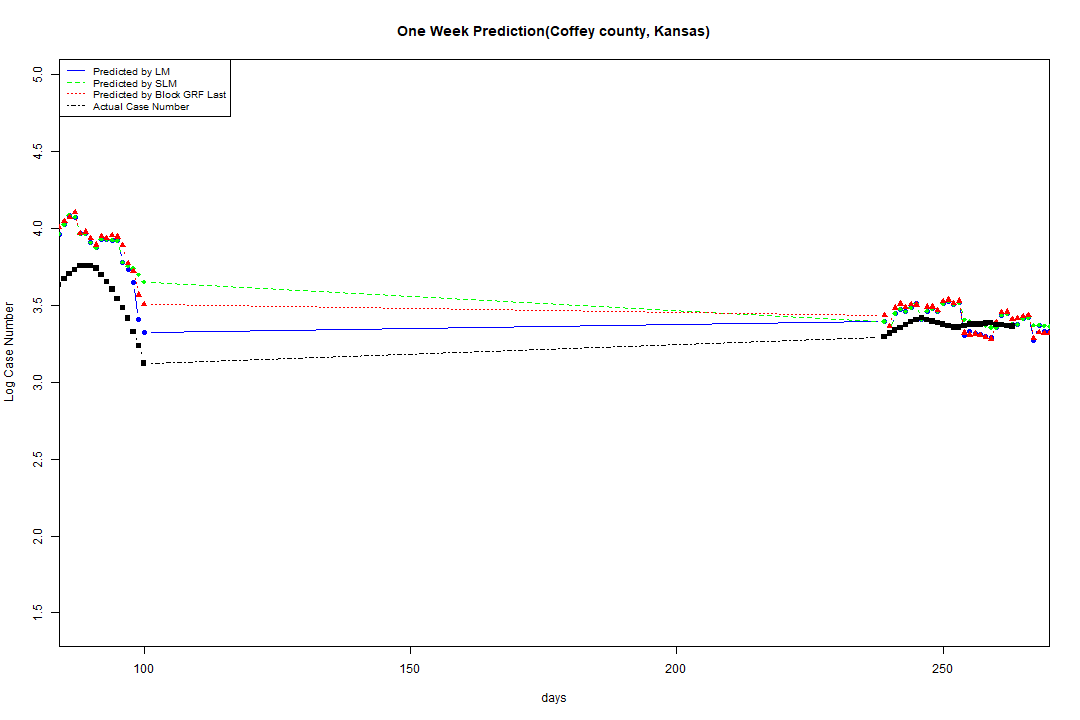 One Week Prediction(Coffey county, Kansas)
Predicted by LM
Predicted by SLM
Predicted by Block GRF Last
Actual Case Number
5.0
4.5
4.0
3.5
3.0
2.5
2.0
1.5
Log Case Number
100
150
200
250
days